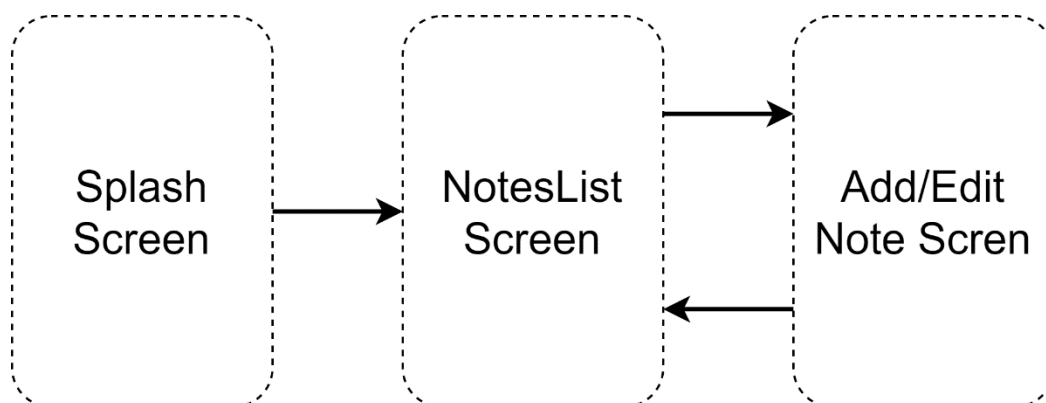 Splash
Screen
NotesList
Screen
Add/Edit
Note Scren